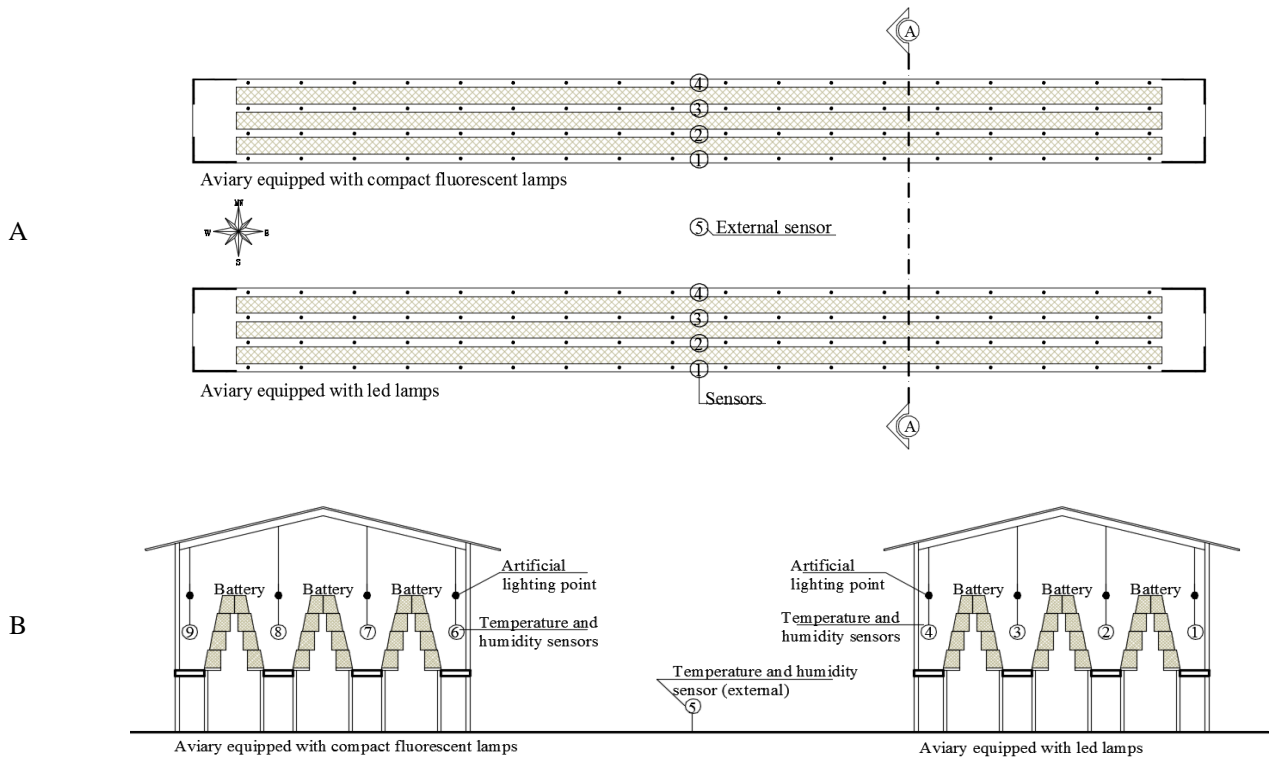 A
4
3
2
1
Aviary equipped with compact fluorescent lamps
A
W
E
S
5 External sensor
4
3
2
1
Aviary equipped with led lamps
Sensors
A
Artificial
lighting point
Battery Battery Battery
9 8 7 6
Temperature and
humidity sensors
B
Artificial
lighting point
Battery Battery Battery
Temperature and
humidity sensors
4 3 2 1
Temperature and humidity
sensor (external)
5
Aviary equipped with compact fluorescent lamps
Aviary equipped with led lamps